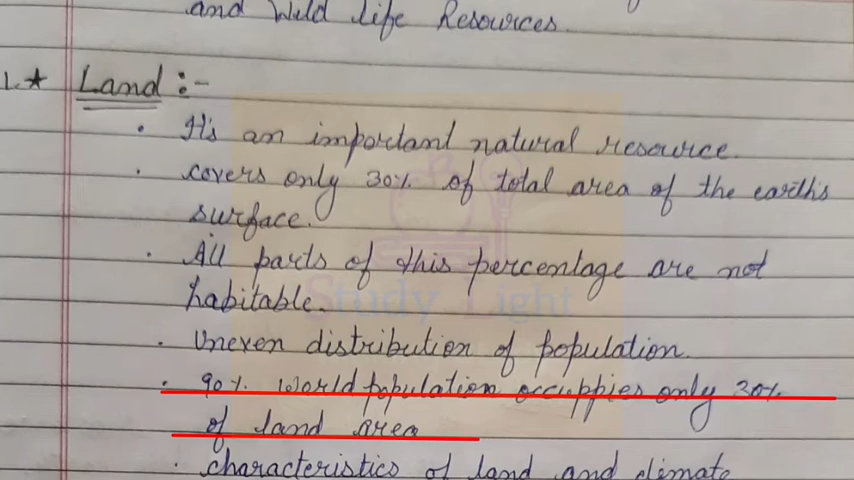 and Wild life Resources.
1.★ Land :-
• It's an important natural resource.
• covers only 30% of total area of the earth's
surface.
• All parts of this percentage are not
habitable.
Study Light
• Uneven distribution of population.
• 90% world population occuppies only 30%
of land area
• characteristics of land and climate